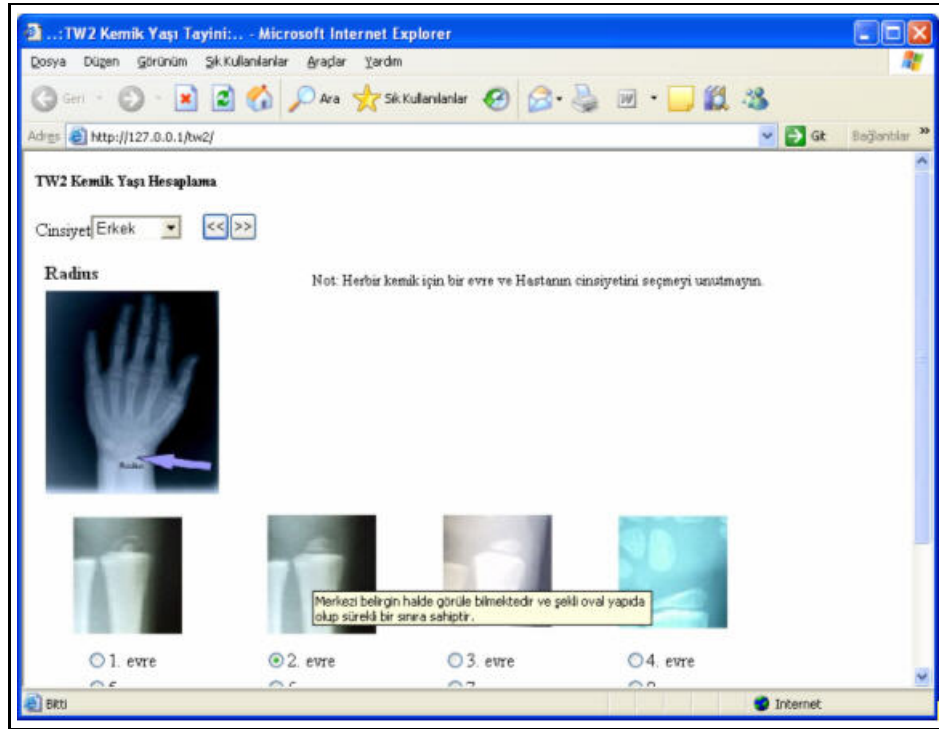 ..:TW2 Kemik Yaşı Tayini:.. - Microsoft Internet Explorer
Dosya Düzen Görünüm Sık Kullanılanlar Araçlar Yardım
Geri Ara Sık Kullanılanlar
Adres http://127.0.0.1/tw2/ Git Bağlantılar »
TW2 Kemik Yaşı Hesaplama
Cinsiyet Erkek << >>
Radius
Not: Herbir kemik için bir evre ve Hastanın cinsiyetini seçmeyi unutmayın.
Radius
Merkezi belirgin halde görüle bilmektedir ve şekli oval yapıda
olup sürekli bir sınıra sahiptir.
1. evre 2. evre 3. evre 4. evre
Bitti Internet